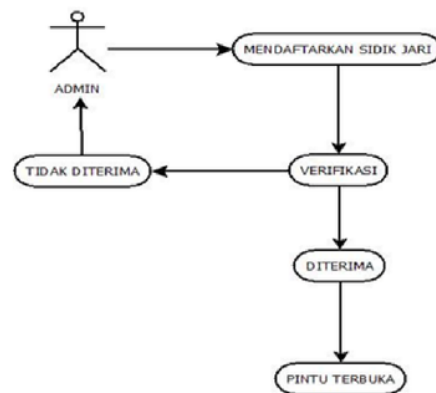 MENDAFTARKAN SIDIK JARI
ADMIN
TIDAK DITERIMA
VERIFIKASI
DITERIMA
PINTU TERBUKA